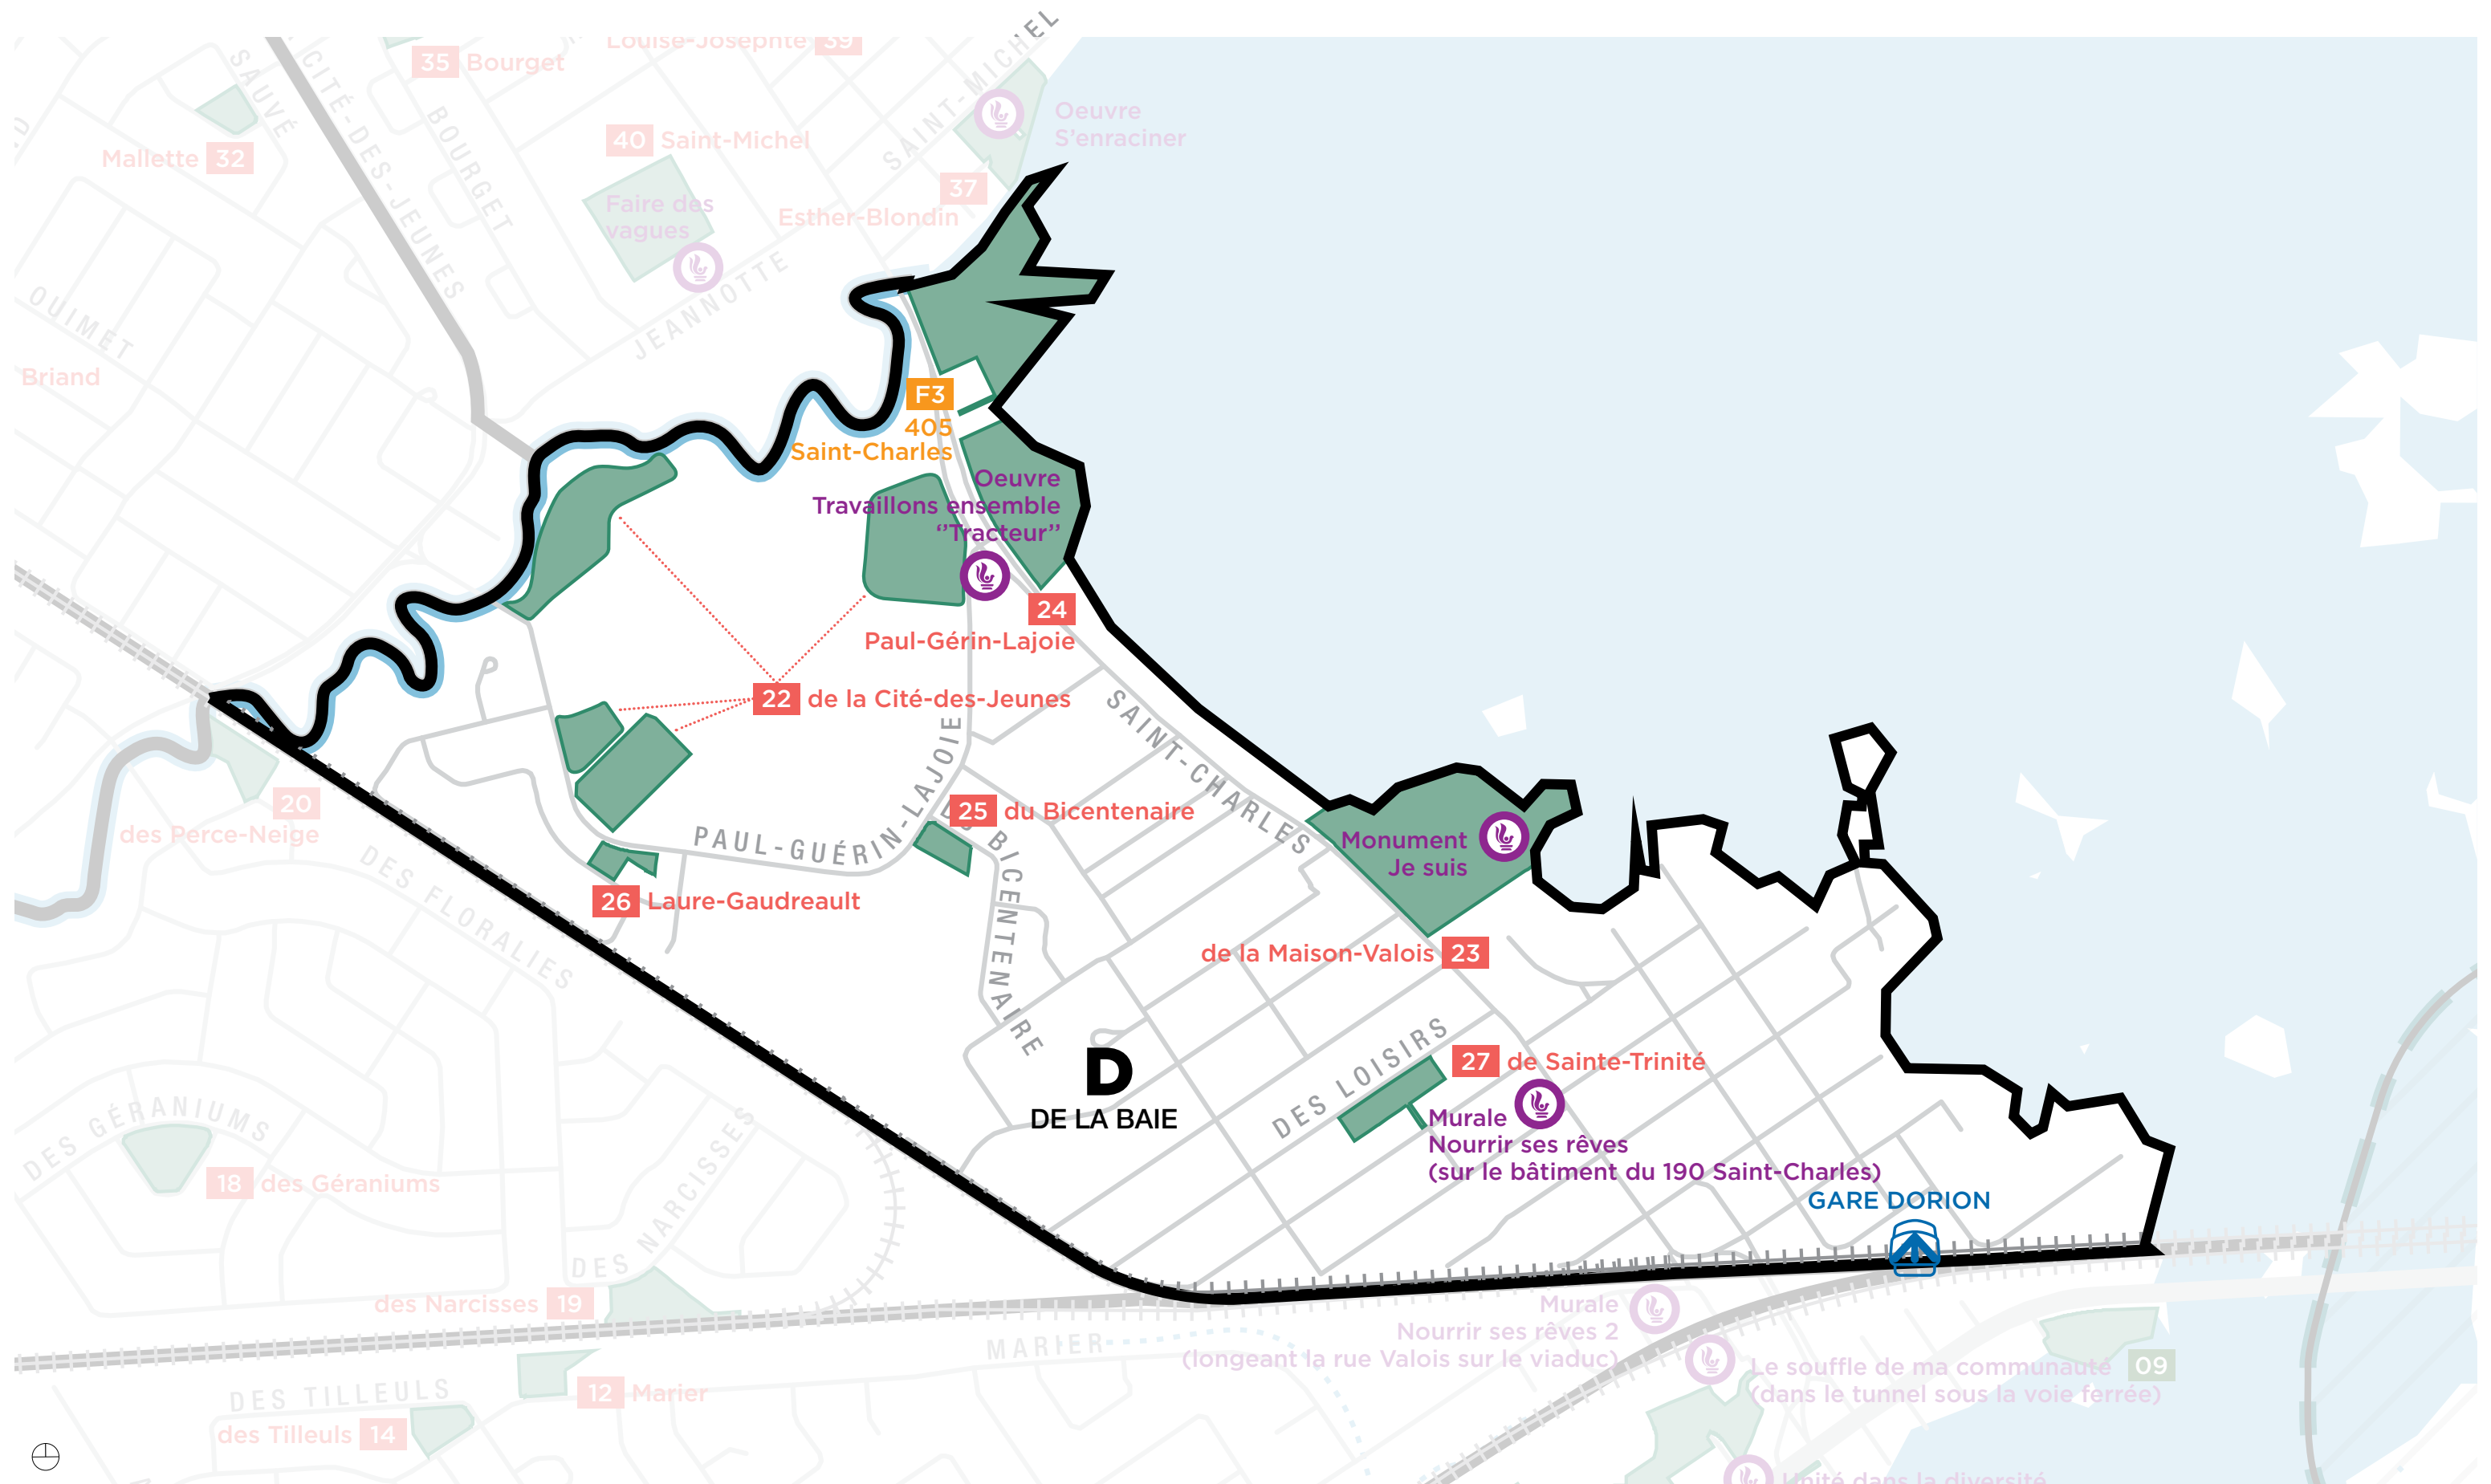 SAINT-MICHEL
Louise-Josephte 39
35 Bourget
SAUVÉ
CITÉ-DES-JEUNES
BOURGET
Oeuvre
S'enraciner
Mallette 32
40 Saint-Michel
37
Esther-Blondin
Faire des
vagues
JEANNOTTE
OUIMET
Briand
F3
405
Saint-Charles
Oeuvre
Travaillons ensemble
‘’Tracteur’’
24
Paul-Gérin-Lajoie
22 de la Cité-des-Jeunes
SAINT-CHARLES
PAUL-GUÉRIN-LAJOIE
25 du Bicentenaire
DU BICENTENAIRE
20
des Perce-Neige
Monument
Je suis
DES FLORALIES
26 Laure-Gaudreault
de la Maison-Valois 23
D
DE LA BAIE
DES LOISIRS
27 de Sainte-Trinité
Murale
Nourrir ses rêves
(sur le bâtiment du 190 Saint-Charles)
GARE DORION
DES GÉRANIUMS
18 des Géraniums
DES NARCISSES
des Narcisses 19
Murale
Nourrir ses rêves 2
(longeant la rue Valois sur le viaduc)
MARIER
Le souffle de ma communauté 09
(dans le tunnel sous la voie ferrée)
DES TILLEULS
12 Marier
des Tilleuls 14
Unité dans la diversité